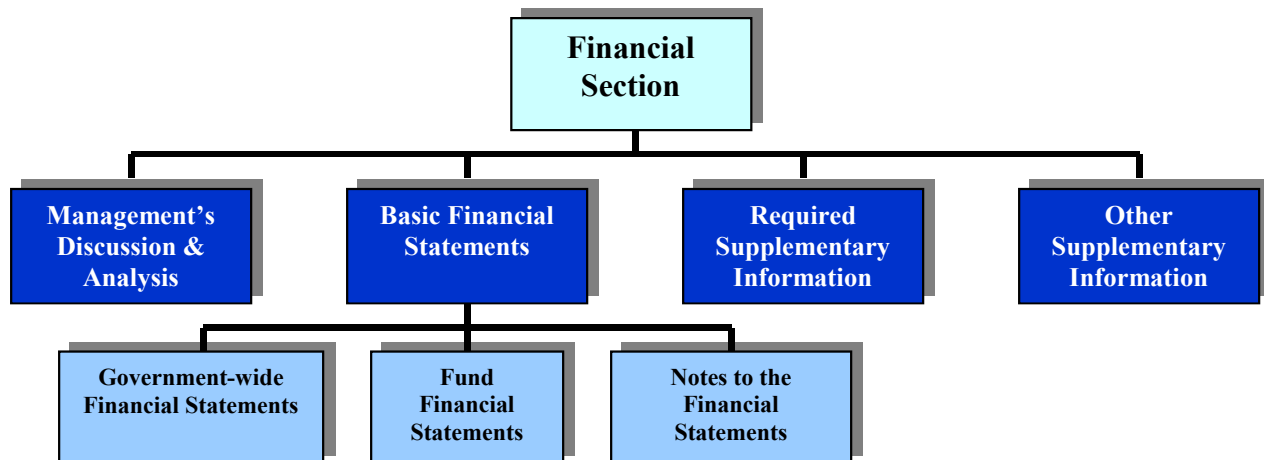 Financial
Section
Management’s
Discussion &
Analysis
Basic Financial
Statements
Required
Supplementary
Information
Other
Supplementary
Information
Government-wide
Financial Statements
Fund
Financial
Statements
Notes to the
Financial
Statements